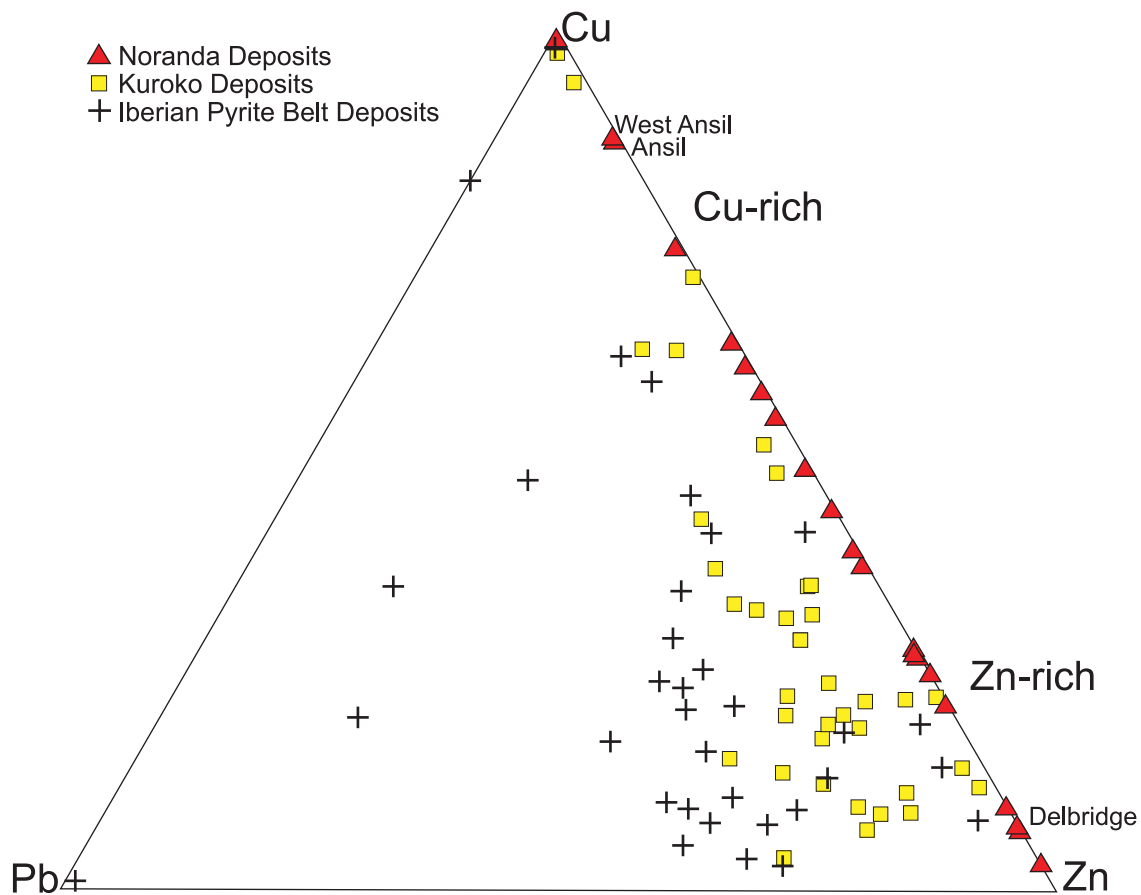 Cu
Noranda Deposits
Kuroko Deposits
Iberian Pyrite Belt Deposits
West Ansil
Ansil
Cu-rich
Zn-rich
Delbridge
Pb
Zn